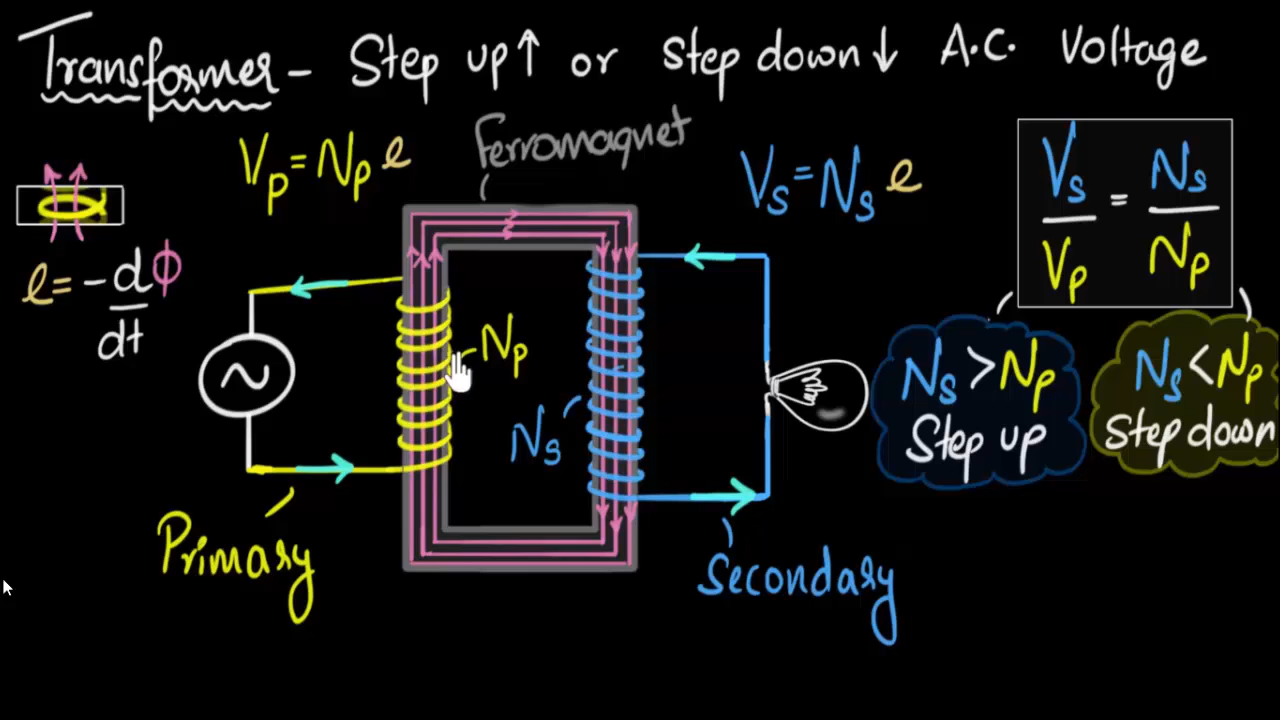 Transformer - Step up ↑ or step down ↓ A.C. Voltage
Ferromagnet
Vp = Np e
Vs = Ns e
Vs/Vp = Ns/Np
e = - dϕ/dt
Np
Ns
Ns > Np
Step up
Ns < Np
Step down
Primary
Secondary